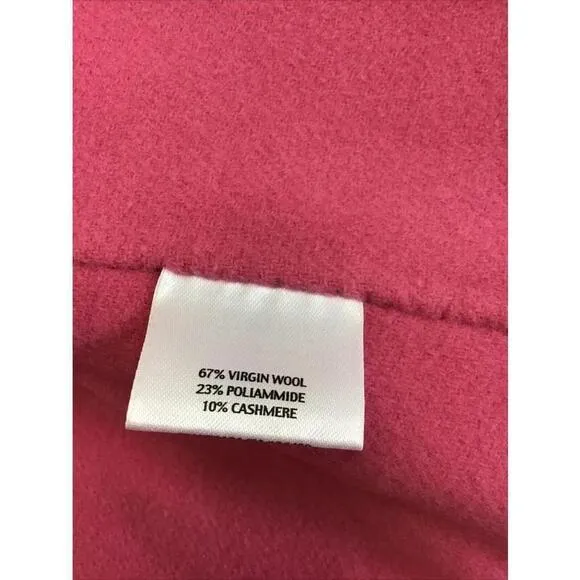 67% VIRGIN WOOL
23% POLIAMMIDE
10% CASHMERE